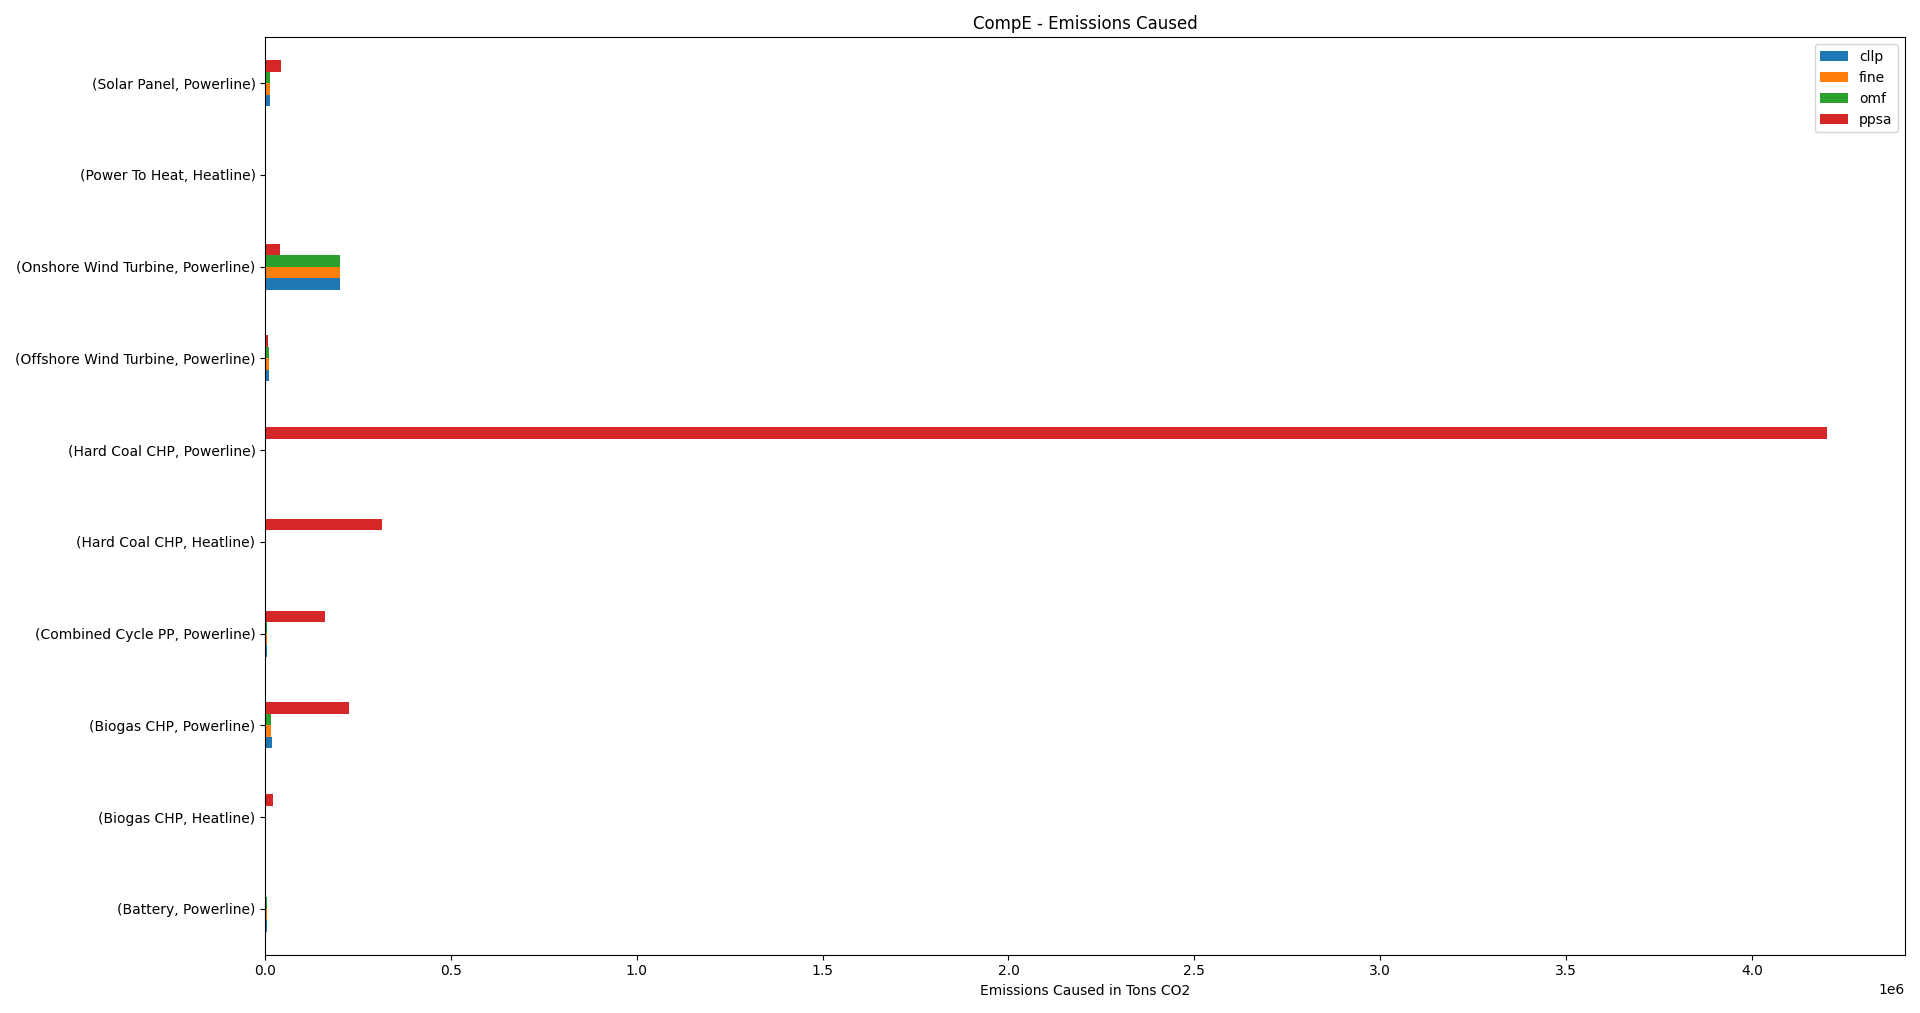 CompE - Emissions Caused
cllp
fine
omf
ppsa
(Solar Panel, Powerline)
(Power To Heat, Heatline)
(Onshore Wind Turbine, Powerline)
(Offshore Wind Turbine, Powerline)
(Hard Coal CHP, Powerline)
(Hard Coal CHP, Heatline)
(Combined Cycle PP, Powerline)
(Biogas CHP, Powerline)
(Biogas CHP, Heatline)
(Battery, Powerline)
0.0 0.5 1.0 1.5 2.0 2.5 3.0 3.5 4.0
Emissions Caused in Tons CO2
1e6